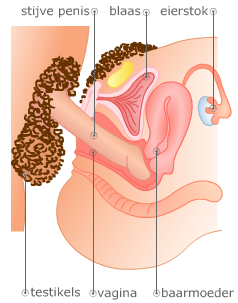 stijve penis blaas eierstok
testikels vagina baarmoeder